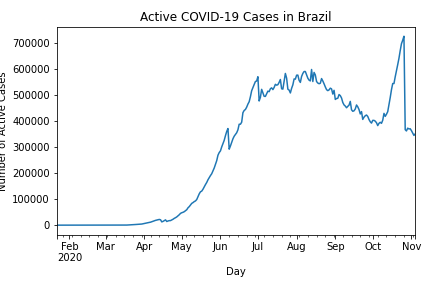 Active COVID-19 Cases in Brazil
Number of Active Cases
700000
600000
500000
400000
300000
200000
100000
0
Feb Mar Apr May Jun Jul Aug Sep Oct Nov
2020
Day